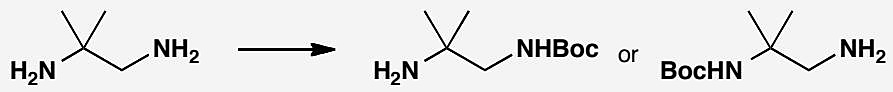 H₂N NH₂ H₂N NHBoc or BocHN NH₂